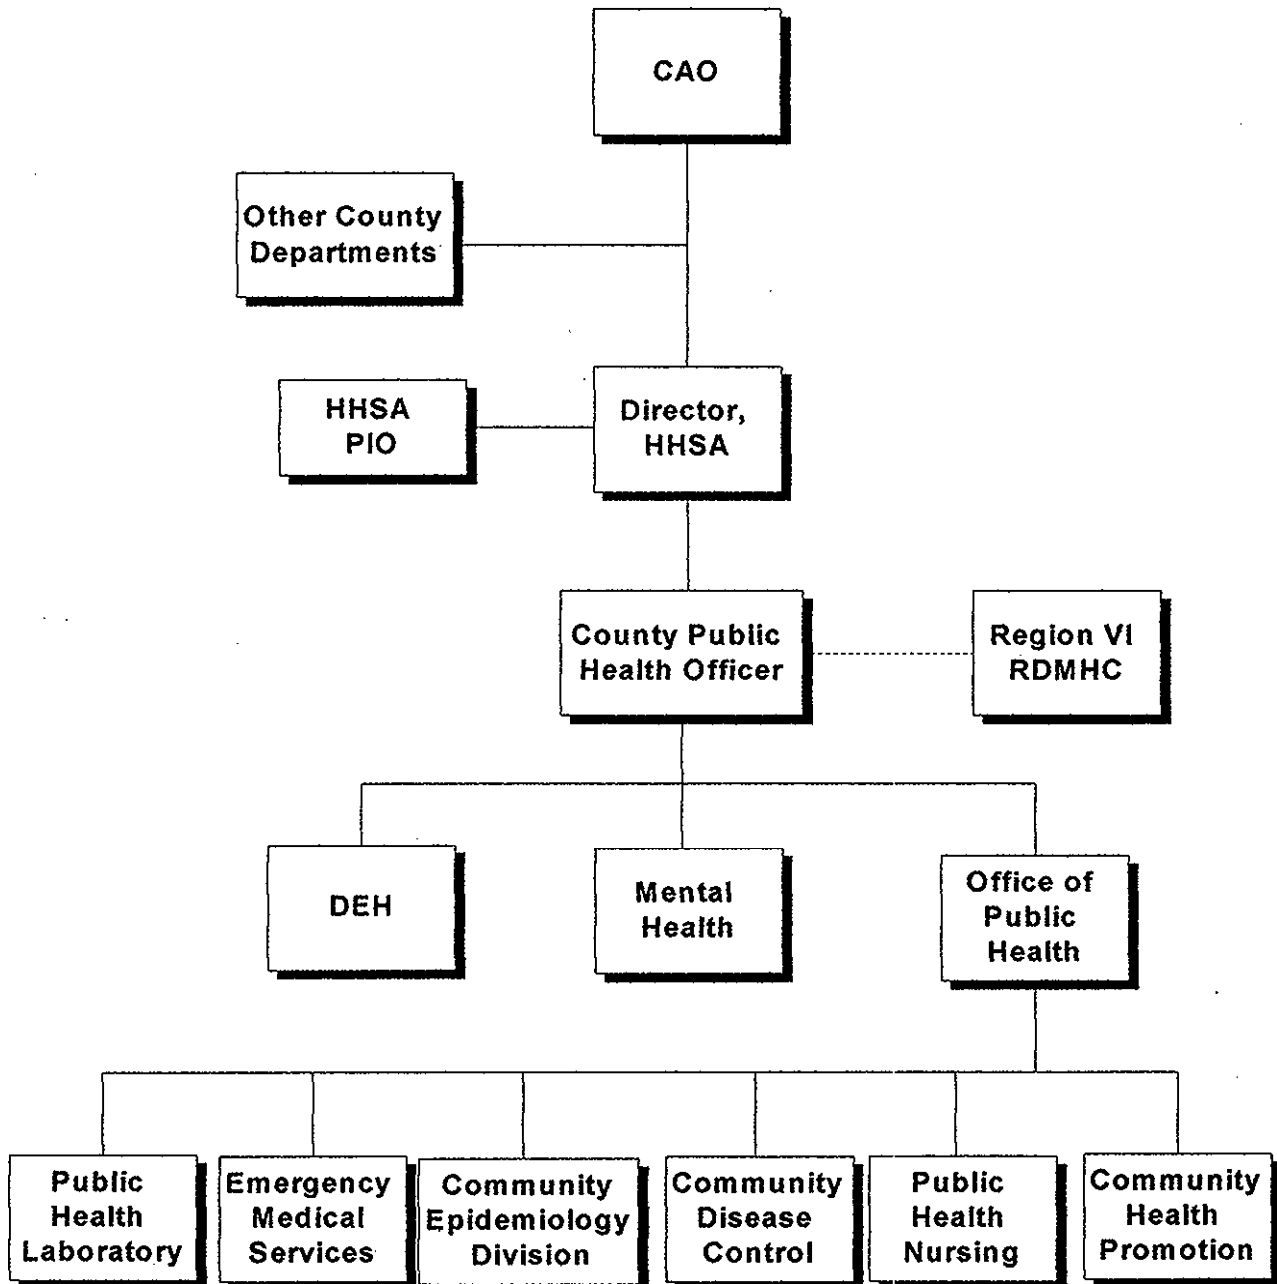 CAO
Other County
Departments
HHSA
PIO
Director,
HHSA
County Public
Health Officer
Region VI
RDMHC
DEH
Mental
Health
Office of
Public
Health
Public
Health
Laboratory
Emergency
Medical
Services
Community
Epidemiology
Division
Community
Disease
Control
Public
Health
Nursing
Community
Health
Promotion